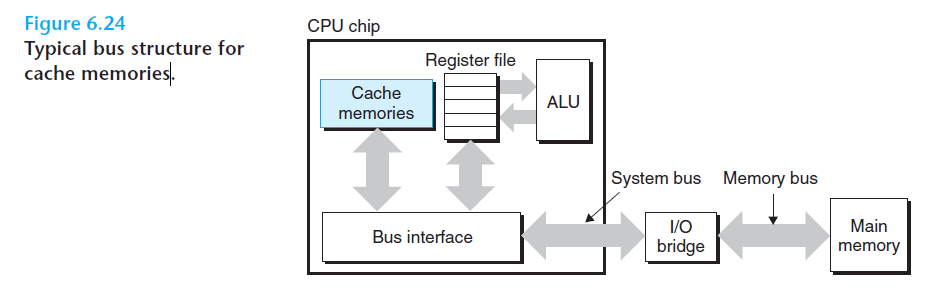 Figure 6.24
Typical bus structure for
cache memories.
CPU chip
Register file
Cache
memories
ALU
System bus
Memory bus
Bus interface
I/O
bridge
Main
memory